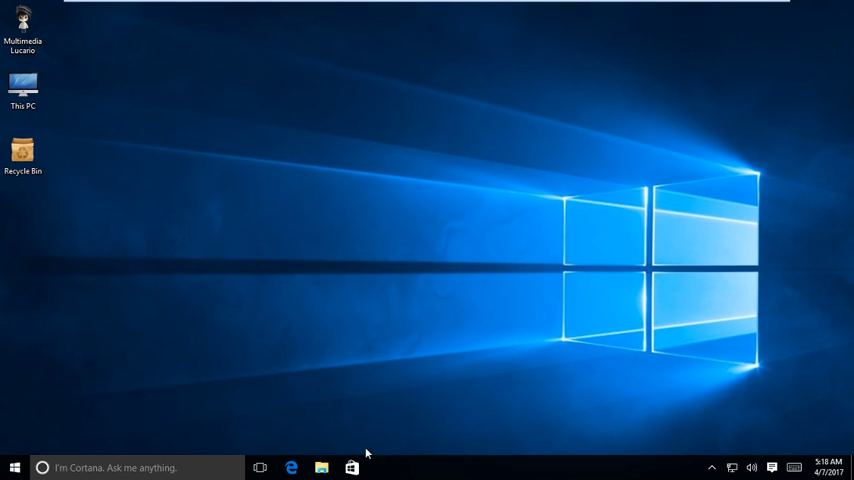 Multimedia
Lucario
This PC
Recycle Bin
I'm Cortana. Ask me anything.
5:18 AM
4/7/2017